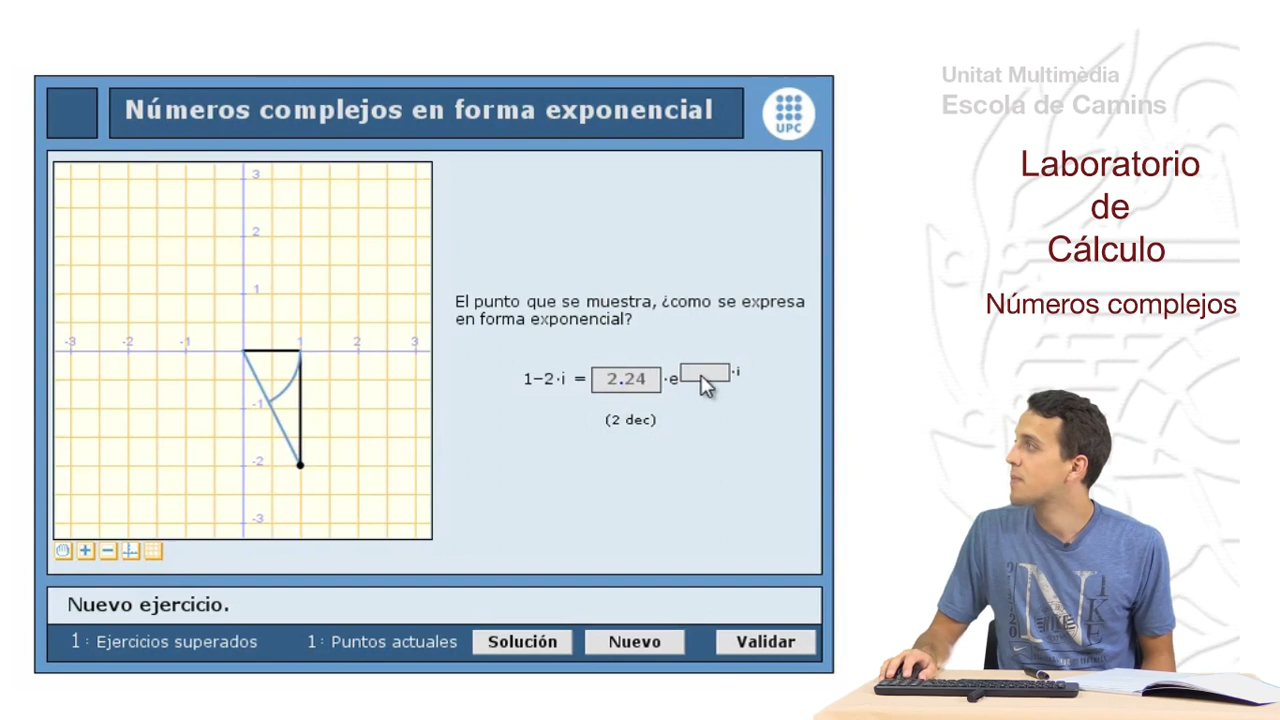 Unitat Multimèdia
Escola de Camins
Laboratorio
de
Cálculo
Números complejos
Números complejos en forma exponencial
UPC
3
2
1
-3 -2 -1 1 2 3
-1
-2
-3
El punto que se muestra, ¿como se expresa
en forma exponencial?
1−2·i = 2.24 ·e ·i
(2 dec)
Nuevo ejercicio.
1: Ejercicios superados 1: Puntos actuales Solución Nuevo Validar
N
NIKE